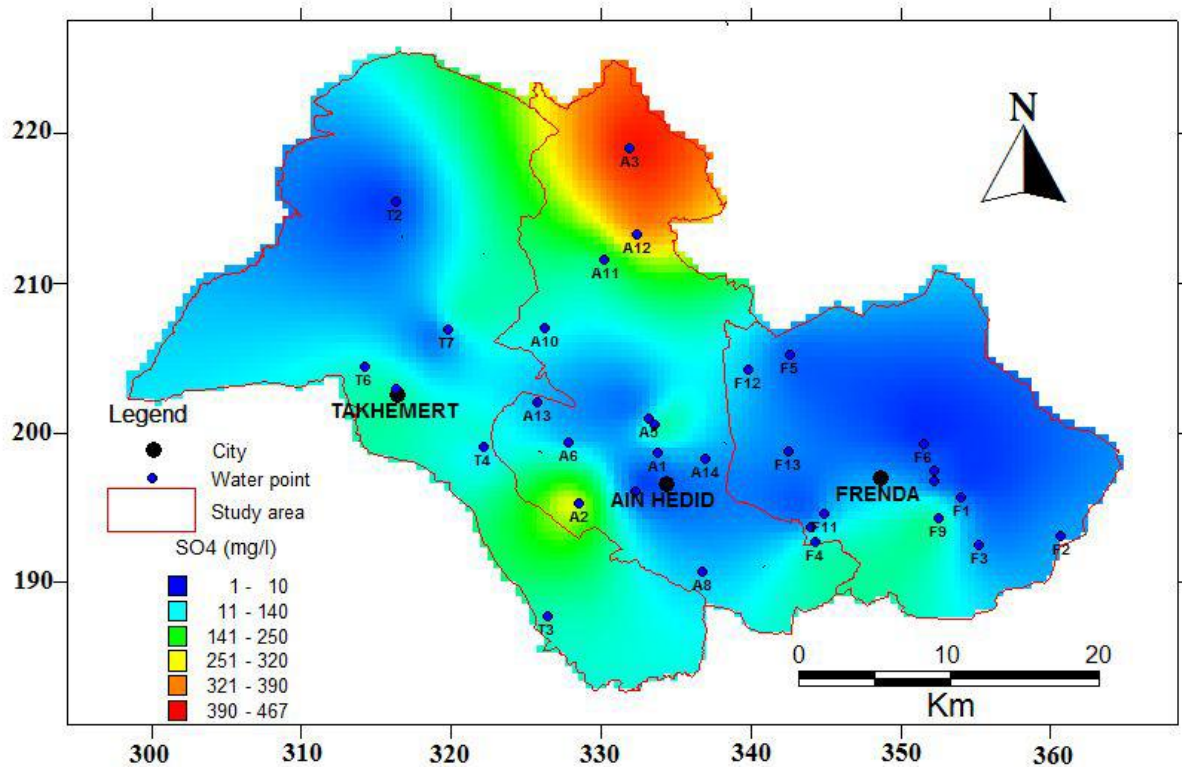 N
220
210
200
190
A3
T2
A12
A11
T7
A10
F5
T6
F12
TAKHEMERT
A13
A5
T4
A6
A1
A14
F13
F6
AIN HEDID
FRENDA
A2
F1
F11
F9
F4
F3
F2
A8
T3
Legend
City
Water point
Study area
SO4 (mg/l)
1 - 10
11 - 140
141 - 250
251 - 320
321 - 390
390 - 467
0 10 20
Km
300 310 320 330 340 350 360